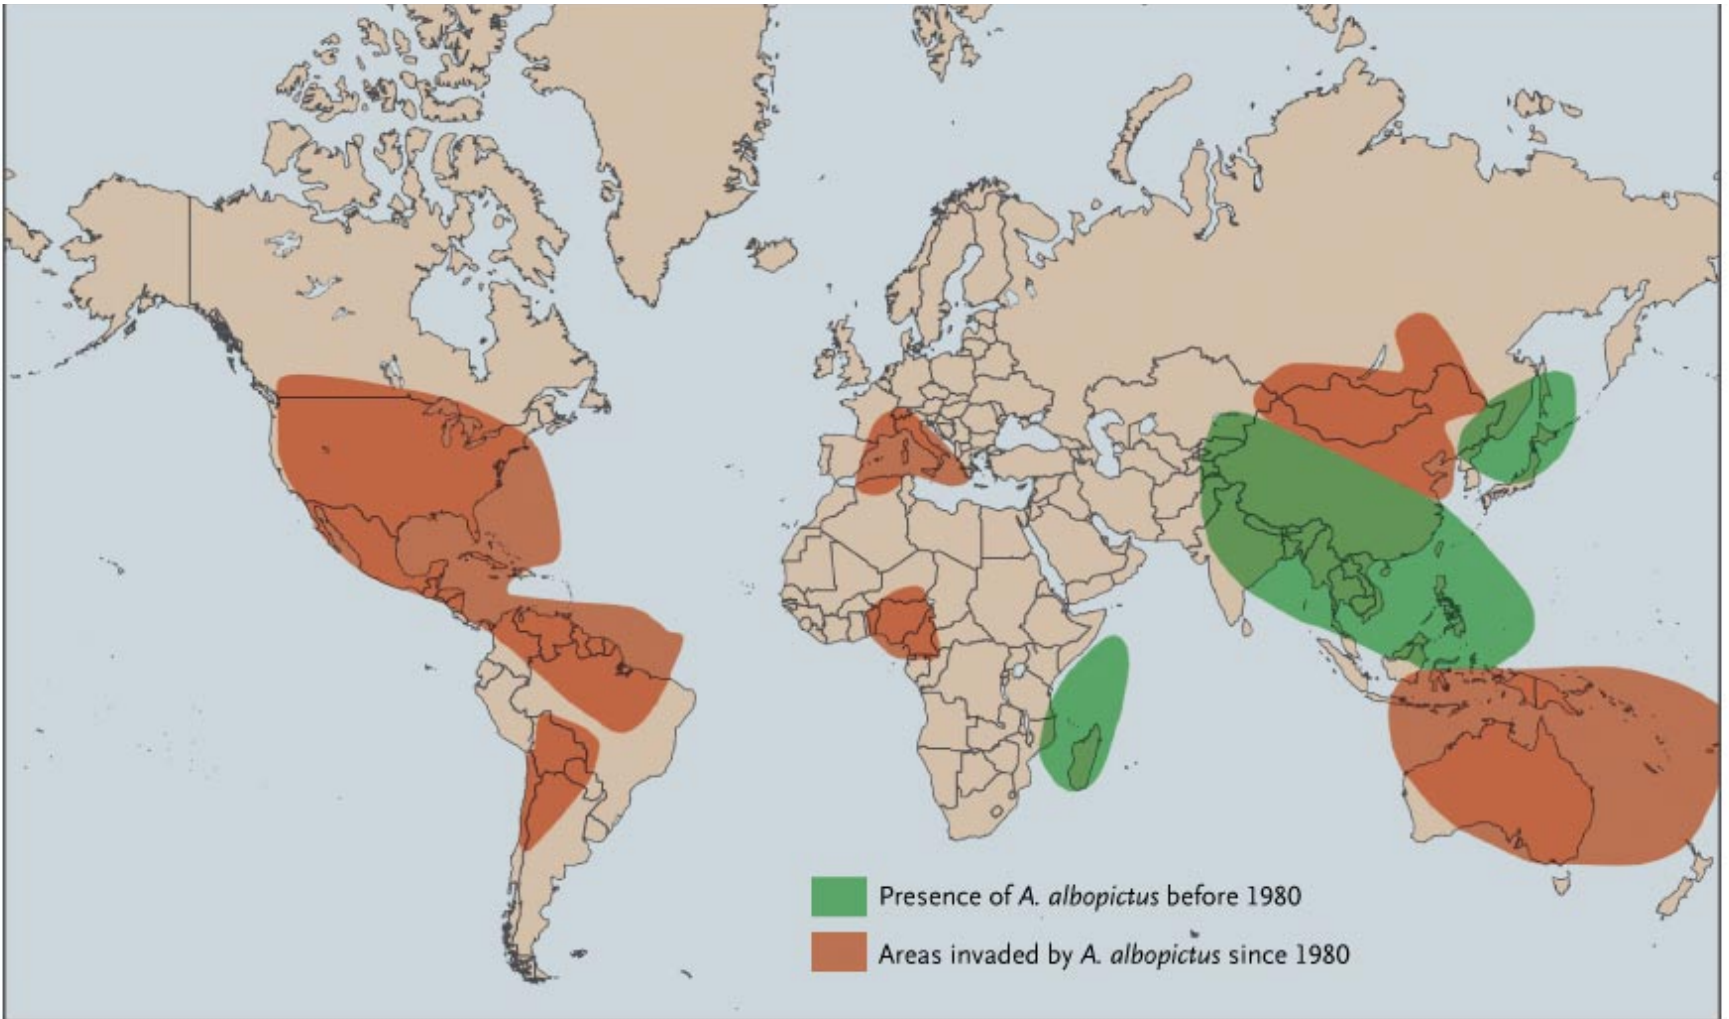 Presence of A. albopictus before 1980
Areas invaded by A. albopictus since 1980